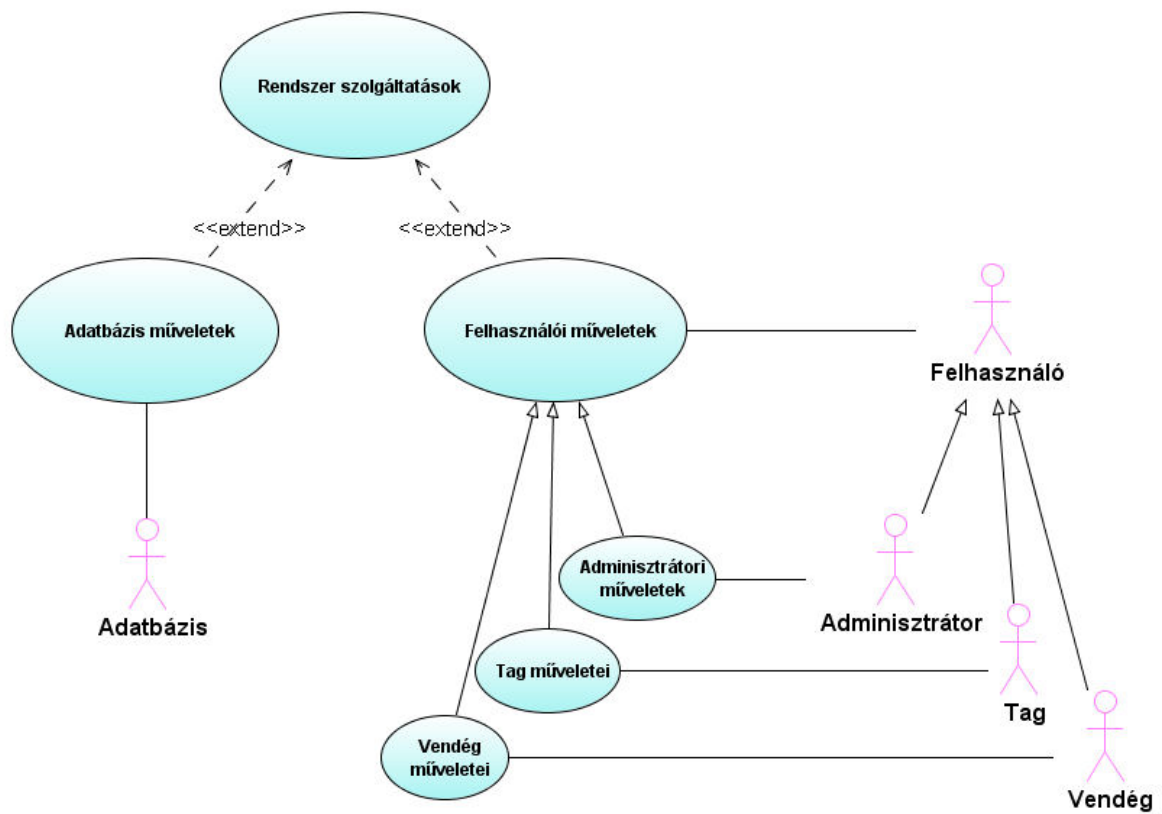 Rendszer szolgáltatások
<<extend>>
<<extend>>
Adatbázis műveletek
Felhasználói műveletek
Felhasználó
Adatbázis
Adminisztrátori
műveletek
Adminisztrátor
Tag műveletei
Tag
Vendég
műveletei
Vendég